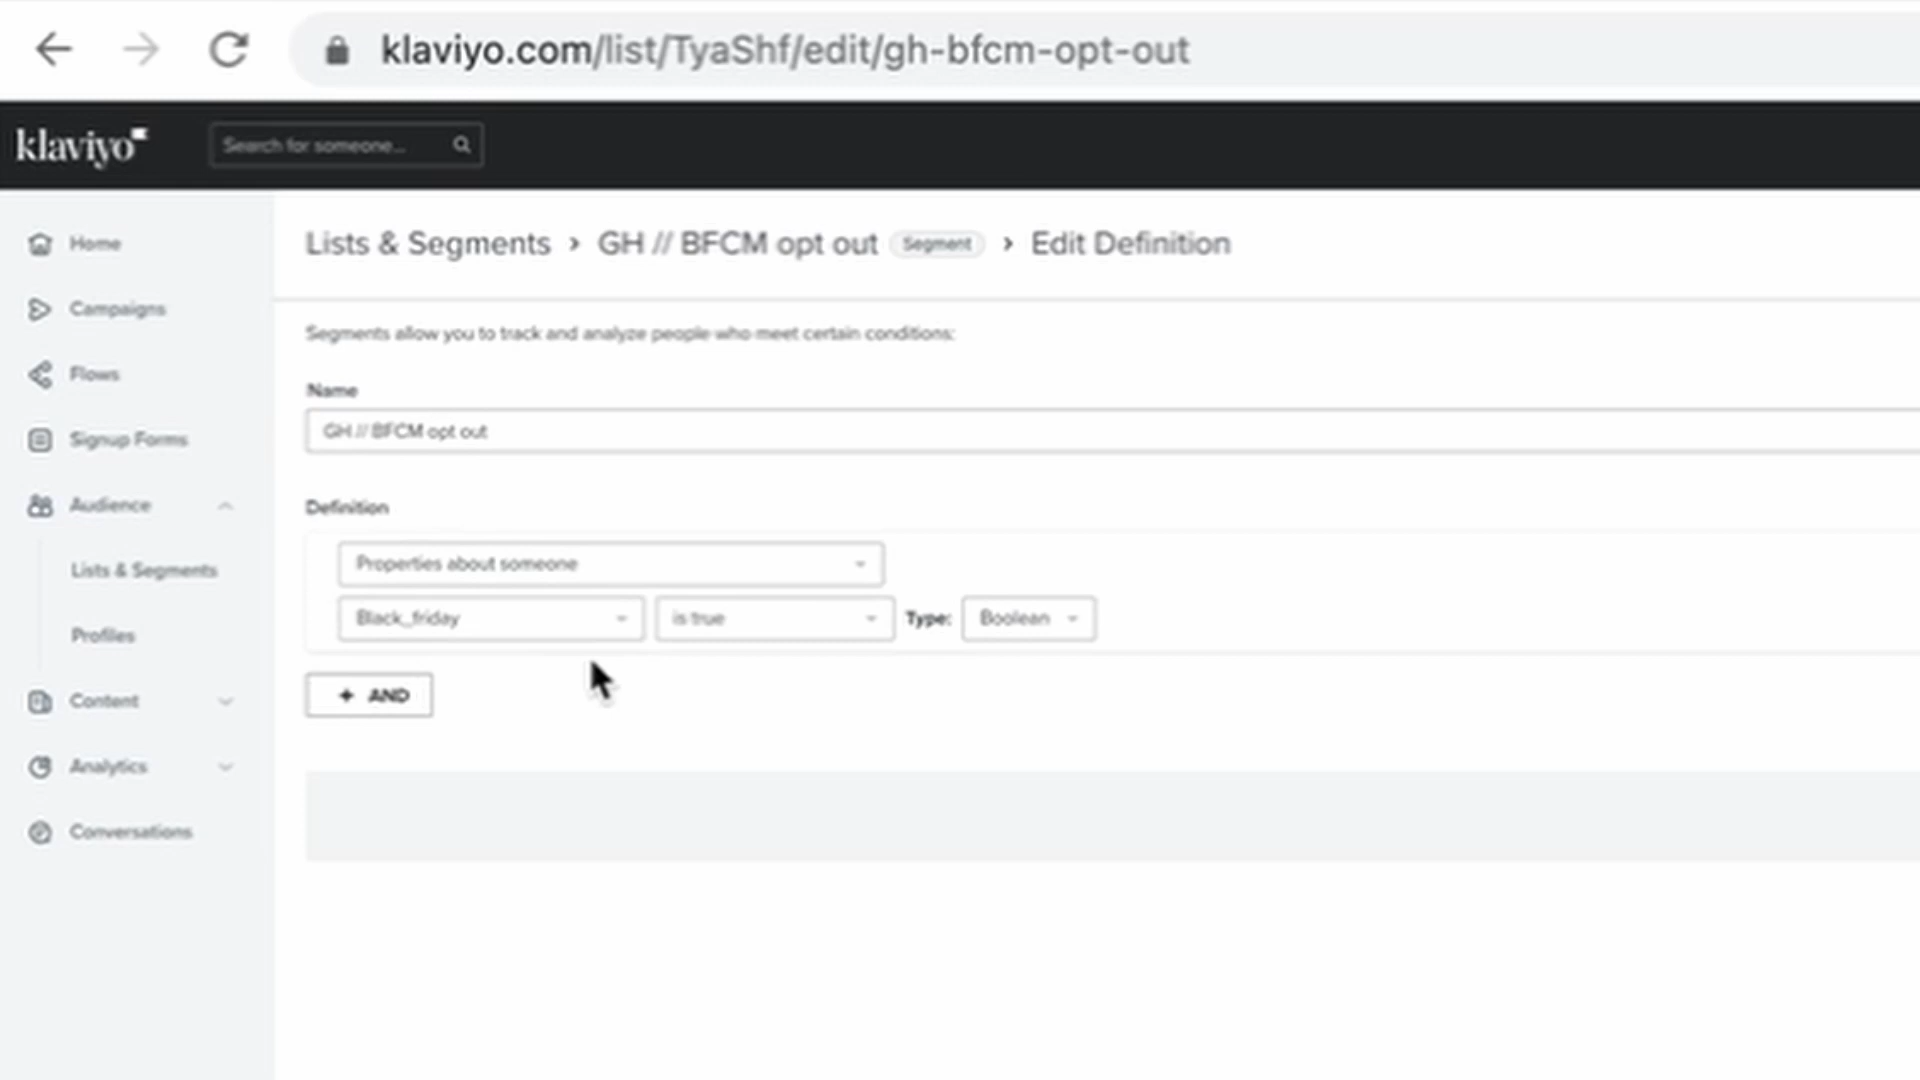 klaviyo.com/list/TyaShf/edit/gh-bfcm-opt-out
klaviyo
Search for someone...
Home
Campaigns
Flows
Signup Forms
Audience
Lists & Segments
Profiles
Content
Analytics
Conversations
Lists & Segments › GH // BFCM opt out Segment › Edit Definition
Segments allow you to track and analyze people who meet certain conditions:
Name
GH // BFCM opt out
Definition
Properties about someone
Black_friday is true Type: Boolean
+ AND